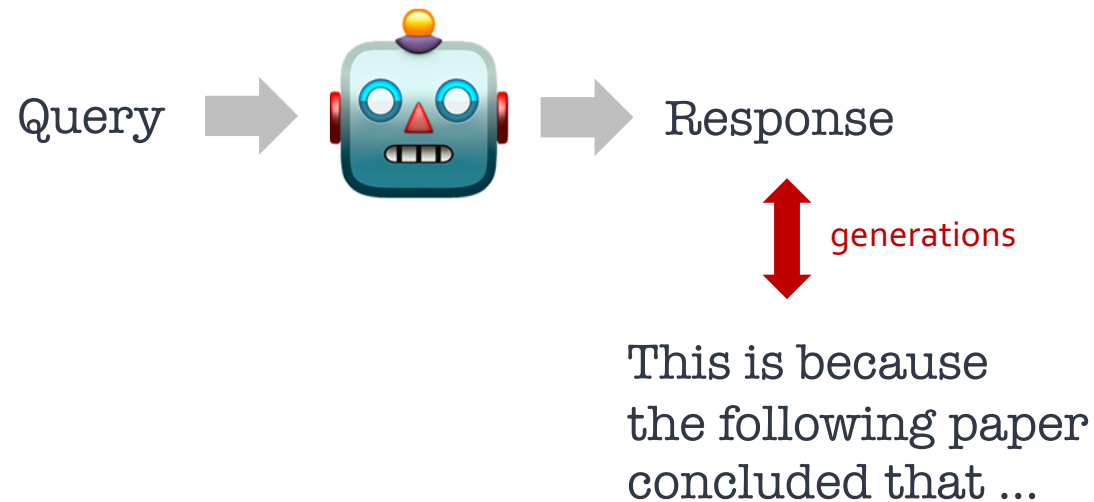 Query
Response
generations
This is because
the following paper
concluded that ...